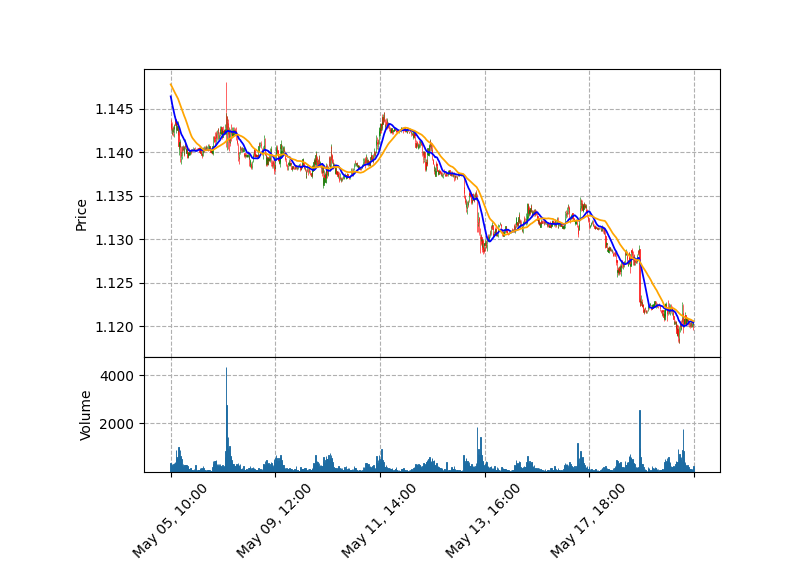 1.145
1.140
1.135
1.130
1.125
1.120
Price
4000
2000
Volume
May 05, 10:00
May 09, 12:00
May 11, 14:00
May 13, 16:00
May 17, 18:00